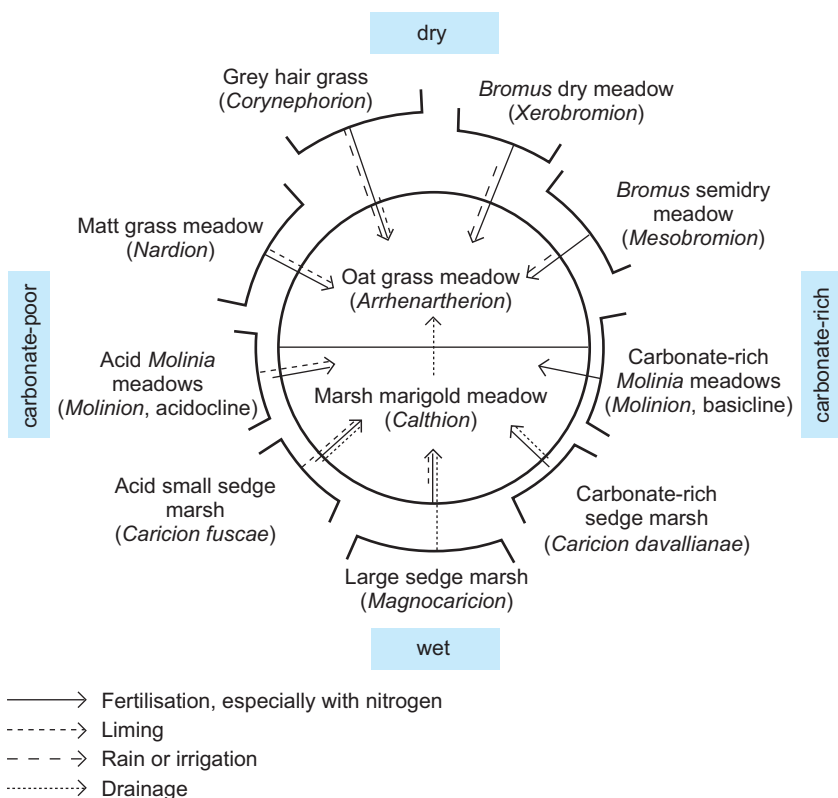 dry
Grey hair grass
(Corynephorion)
Bromus dry meadow
(Xerobromion)
Matt grass meadow
(Nardion)
Bromus semidry
meadow
(Mesobromion)
Oat grass meadow
(Arrhenartherion)
carbonate-poor
carbonate-rich
Acid Molinia
meadows
(Molinion, acidocline)
Marsh marigold meadow
(Calthion)
Carbonate-rich
Molinia meadows
(Molinion, basicline)
Acid small sedge
marsh
(Caricion fuscae)
Carbonate-rich
sedge marsh
(Caricion davallianae)
Large sedge marsh
(Magnocaricion)
wet
Fertilisation, especially with nitrogen
Liming
Rain or irrigation
Drainage